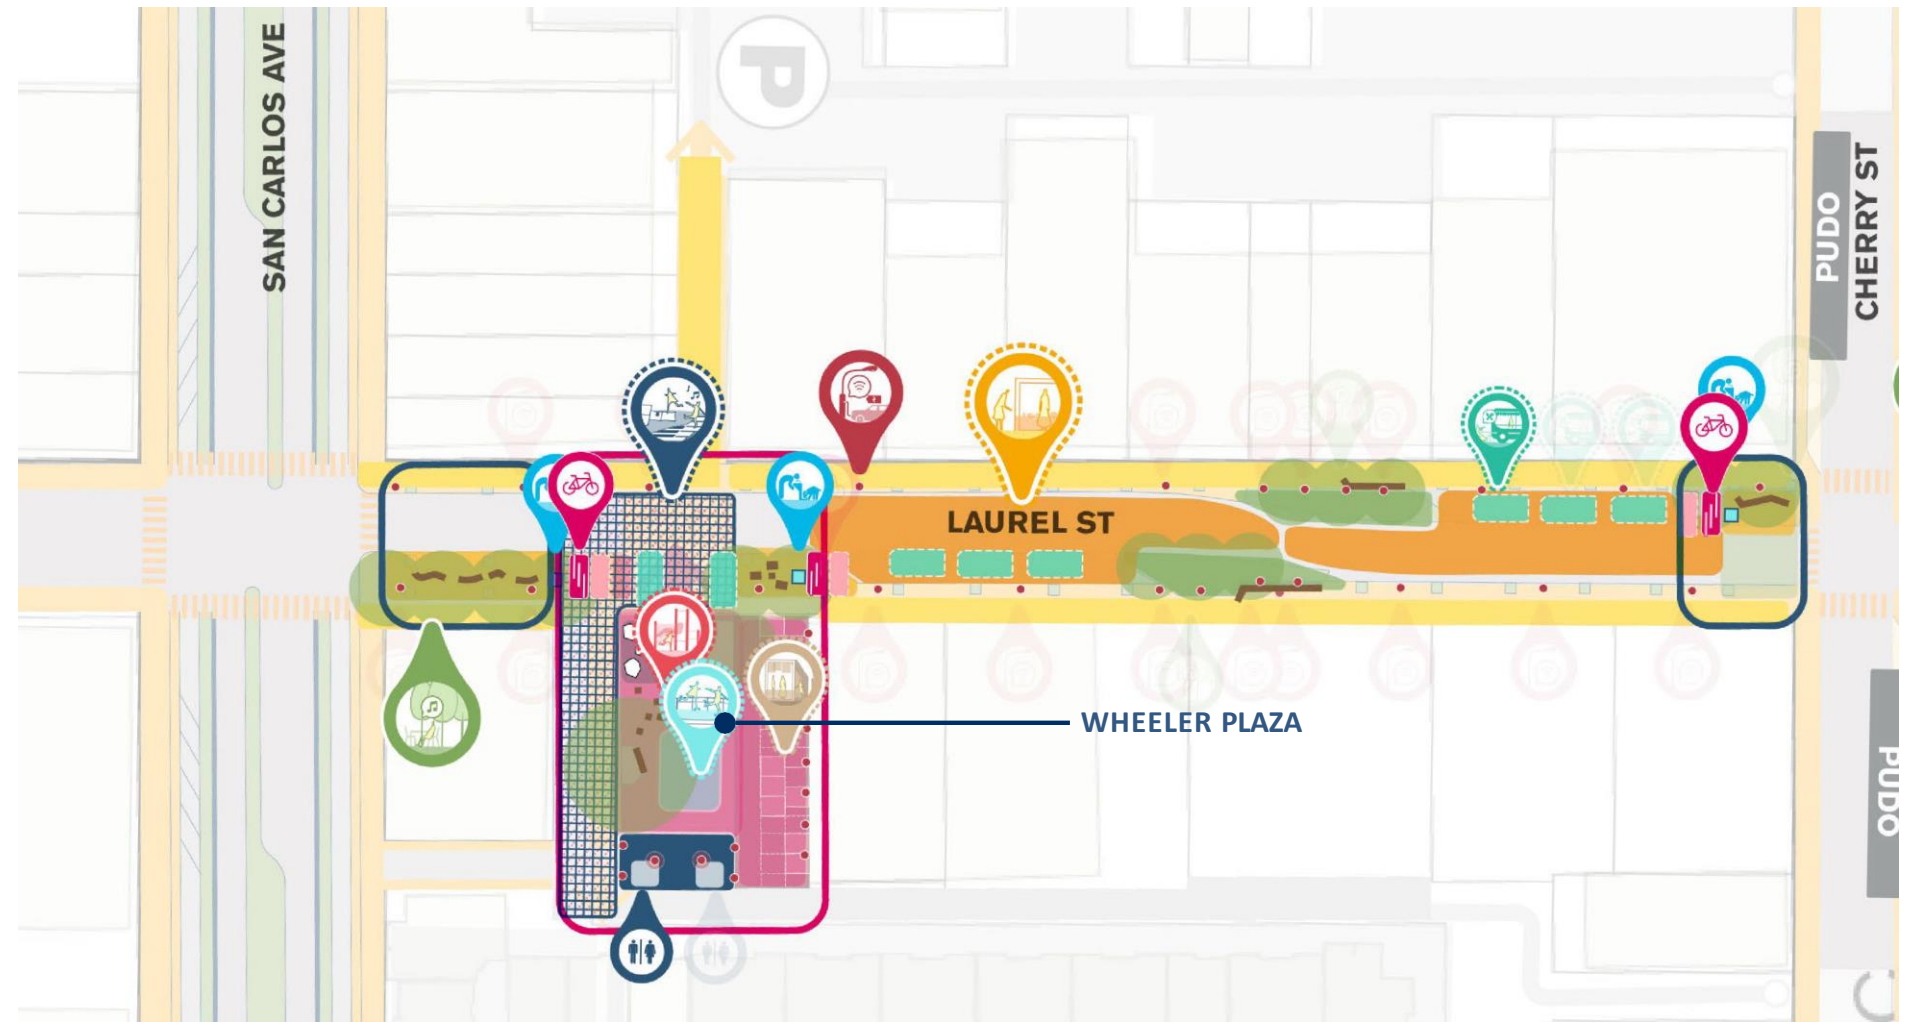 SAN CARLOS AVE
P
PUDO
CHERRY ST
LAUREL ST
WHEELER PLAZA
PUDO